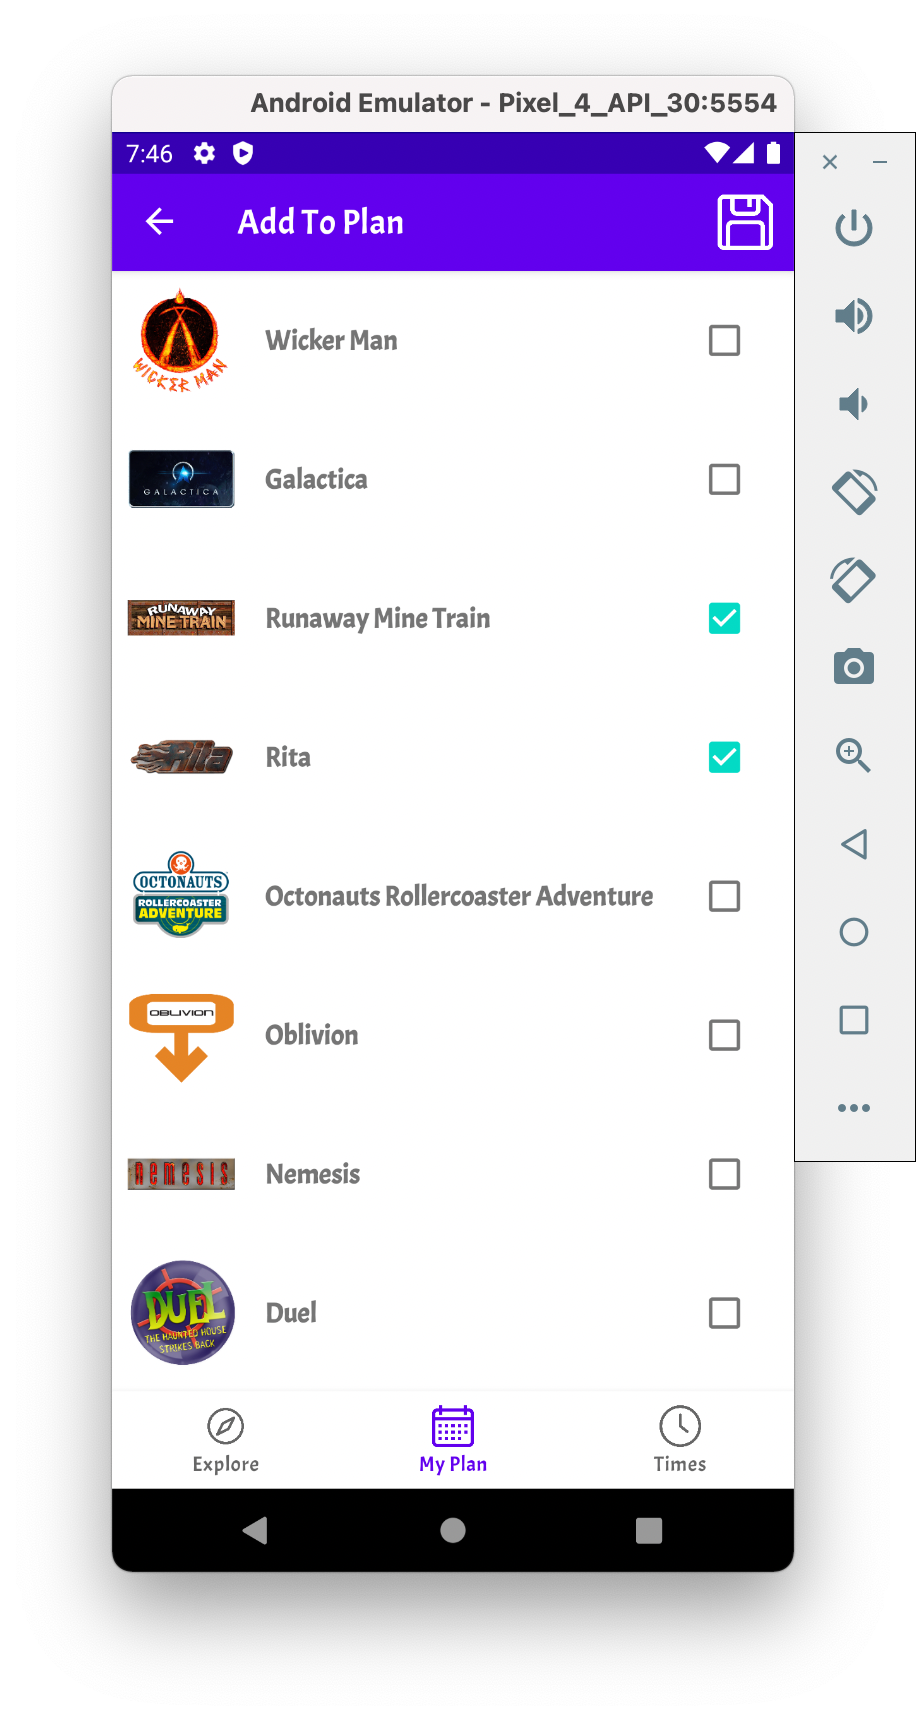 Android Emulator - Pixel_4_API_30:5554
7:46
Add To Plan
WICKER MAN
Wicker Man
GALACTICA
Galactica
RUNAWAY
MINE TRAIN
Runaway Mine Train
Rita
Rita
OCTONAUTS
ROLLERCOASTER
ADVENTURE
Octonauts Rollercoaster Adventure
OBLIVION
Oblivion
nemesis
Nemesis
DUEL
THE HAUNTED HOUSE
STRIKES BACK
Duel
Explore
My Plan
Times